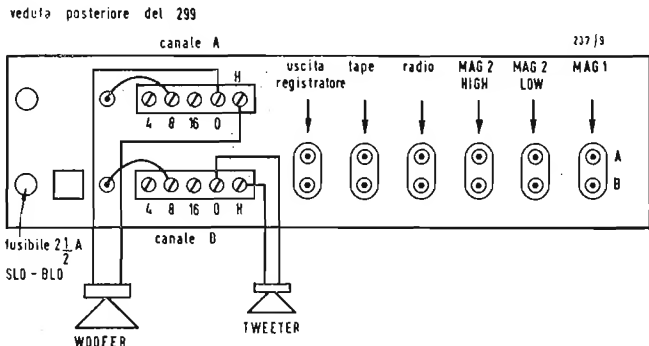 veduta posteriore del 299
canale A
237/9
H
4 8 16 0
uscita registratore
tape
radio
MAG 2 HIGH
MAG 2 LOW
MAG 1
A
B
4 8 16 0 H
canale B
fusibile 2 1/2 A
SLO - BLO
WOOFER
TWEETER